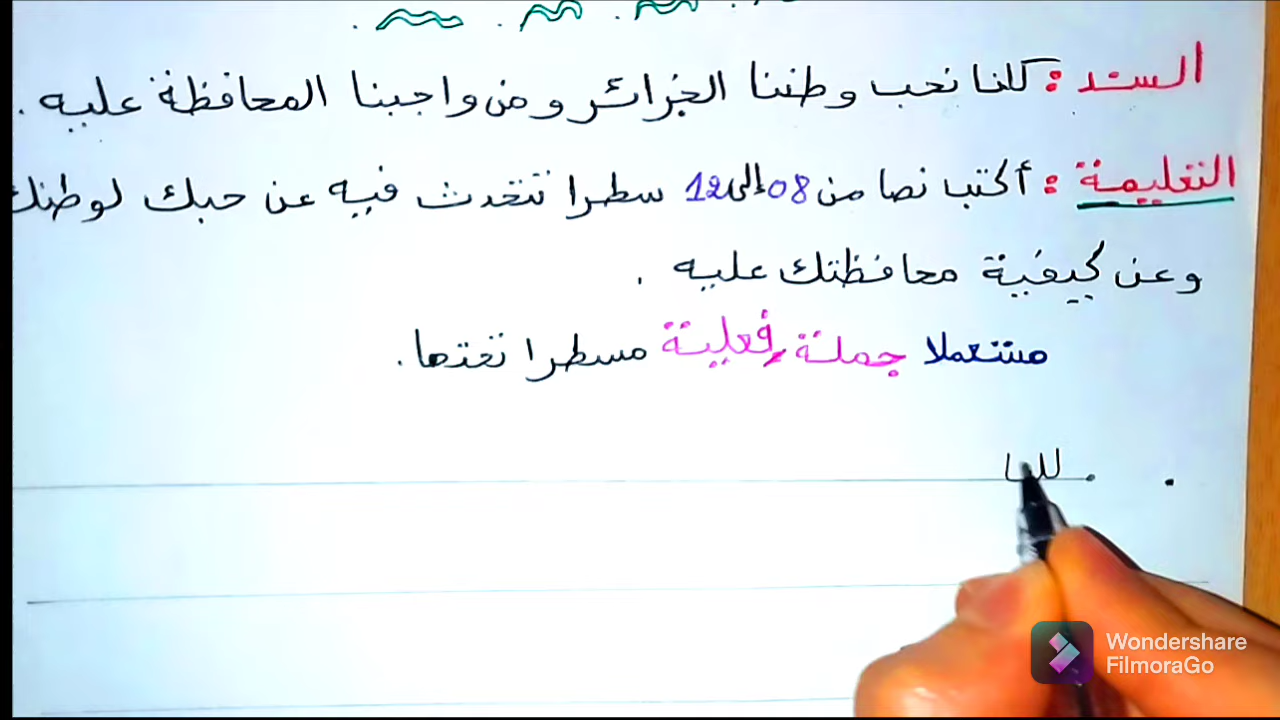 السند : كلنا نحب وطننا الجزائر ومن واجبنا المحافظة عليه .
التعليمة : أكتب نصا من 08 إلى 12 سطرا تتحدث فيه عن حبك لوطنك
وعن كيفية محافظتك عليه .
مستعملا جملة فعلية مسطرا تحتها .
Wondershare
FilmoraGo